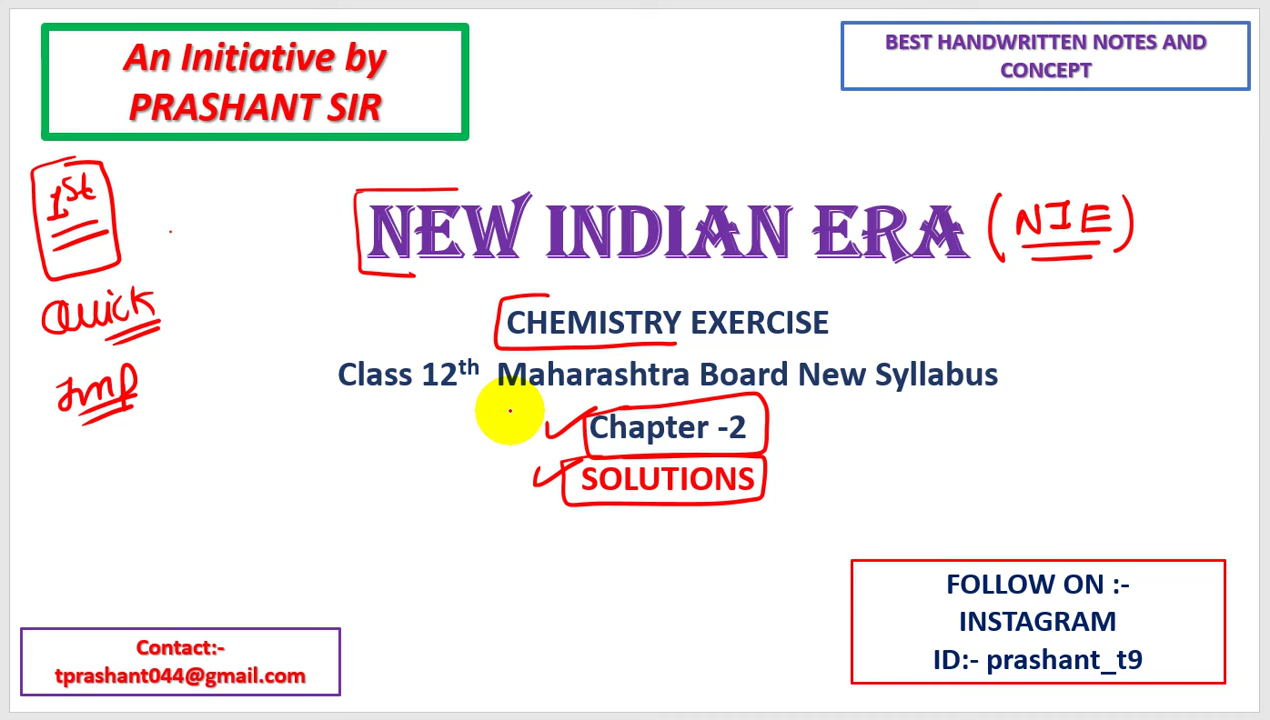 An Initiative by
PRASHANT SIR
BEST HANDWRITTEN NOTES AND
CONCEPT
1st
Quick
Imp
NEW INDIAN ERA (NIE)
CHEMISTRY EXERCISE
Class 12th Maharashtra Board New Syllabus
Chapter -2
SOLUTIONS
FOLLOW ON :-
INSTAGRAM
ID:- prashant_t9
Contact:-
tprashant044@gmail.com